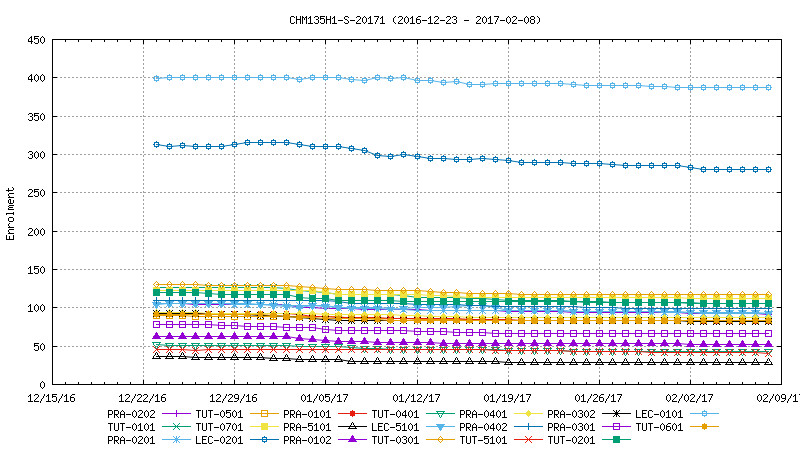 CHM135H1-S-20171 (2016-12-23 - 2017-02-08)
450
400
350
300
250
200
150
100
50
0
Enrolment
12/15/16 12/22/16 12/29/16 01/05/17 01/12/17 01/19/17 01/26/17 02/02/17 02/09/17
PRA-0202 TUT-0501 PRA-0101 TUT-0401 PRA-0401 PRA-0302 LEC-0101
TUT-0101 TUT-0701 PRA-5101 LEC-5101 PRA-0402 PRA-0301 TUT-0601
PRA-0201 LEC-0201 PRA-0102 TUT-0301 TUT-5101 TUT-0201